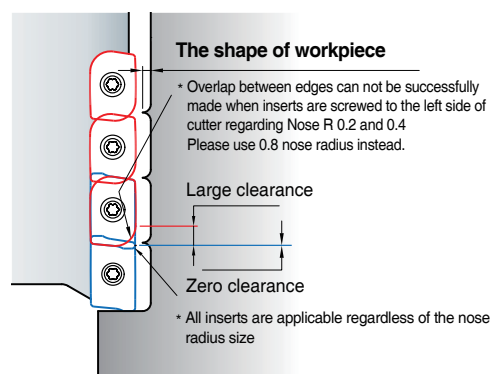 The shape of workpiece
* Overlap between edges can not be successfully
made when inserts are screwed to the left side of
cutter regarding Nose R 0.2 and 0.4
Please use 0.8 nose radius instead.
Large clearance
Zero clearance
* All inserts are applicable regardless of the nose
radius size